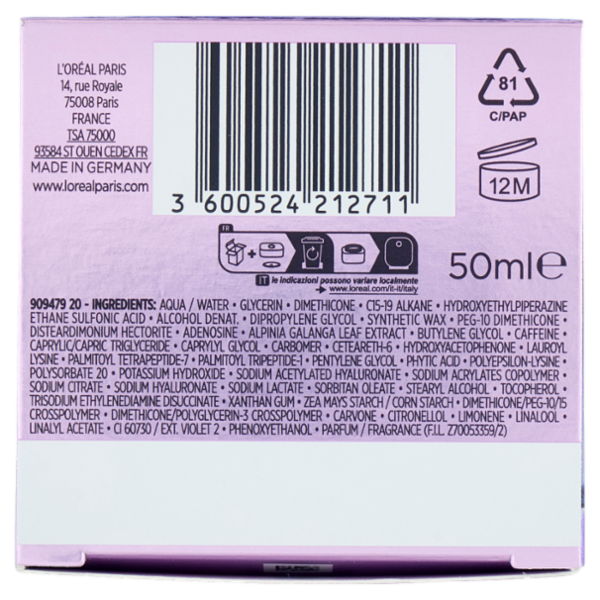 L'ORÉAL PARIS
14, rue Royale
75008 Paris
FRANCE
TSA 75000
93584 ST OUEN CEDEX FR
MADE IN GERMANY
www.lorealparis.com
3 600524 212711
81
C/PAP
12M
FR
IT le indicazioni possono variare localmente
→ www.loreal.com/it-it/italy
50ml℮
909479 20 - INGREDIENTS: AQUA / WATER • GLYCERIN • DIMETHICONE • C15-19 ALKANE • HYDROXYETHYLPIPERAZINE
ETHANE SULFONIC ACID • ALCOHOL DENAT. • DIPROPYLENE GLYCOL • SYNTHETIC WAX • PEG-10 DIMETHICONE •
DISTEARDIMONIUM HECTORITE • ADENOSINE • ALPINIA GALANGA LEAF EXTRACT • BUTYLENE GLYCOL • CAFFEINE •
CAPRYLIC/CAPRIC TRIGLYCERIDE • CAPRYLYL GLYCOL • CARBOMER • CETEARETH-6 • HYDROXYACETOPHENONE • LAUROYL
LYSINE • PALMITOYL TETRAPEPTIDE-7 • PALMITOYL TRIPEPTIDE-1 • PENTYLENE GLYCOL • PHYTIC ACID • POLYEPSILON-LYSINE •
POLYSORBATE 20 • POTASSIUM HYDROXIDE • SODIUM ACETYLATED HYALURONATE • SODIUM ACRYLATES COPOLYMER •
SODIUM CITRATE • SODIUM HYALURONATE • SODIUM LACTATE • SORBITAN OLEATE • STEARYL ALCOHOL • TOCOPHEROL •
TRISODIUM ETHYLENEDIAMINE DISUCCINATE • XANTHAN GUM • ZEA MAYS STARCH / CORN STARCH • DIMETHICONE/PEG-10/15
CROSSPOLYMER • DIMETHICONE/POLYGLYCERIN-3 CROSSPOLYMER • CARVONE • CITRONELLOL • LIMONENE • LINALOOL •
LINALYL ACETATE • CI 60730 / EXT. VIOLET 2 • PHENOXYETHANOL • PARFUM / FRAGRANCE (F.I.L. Z70053359/2)